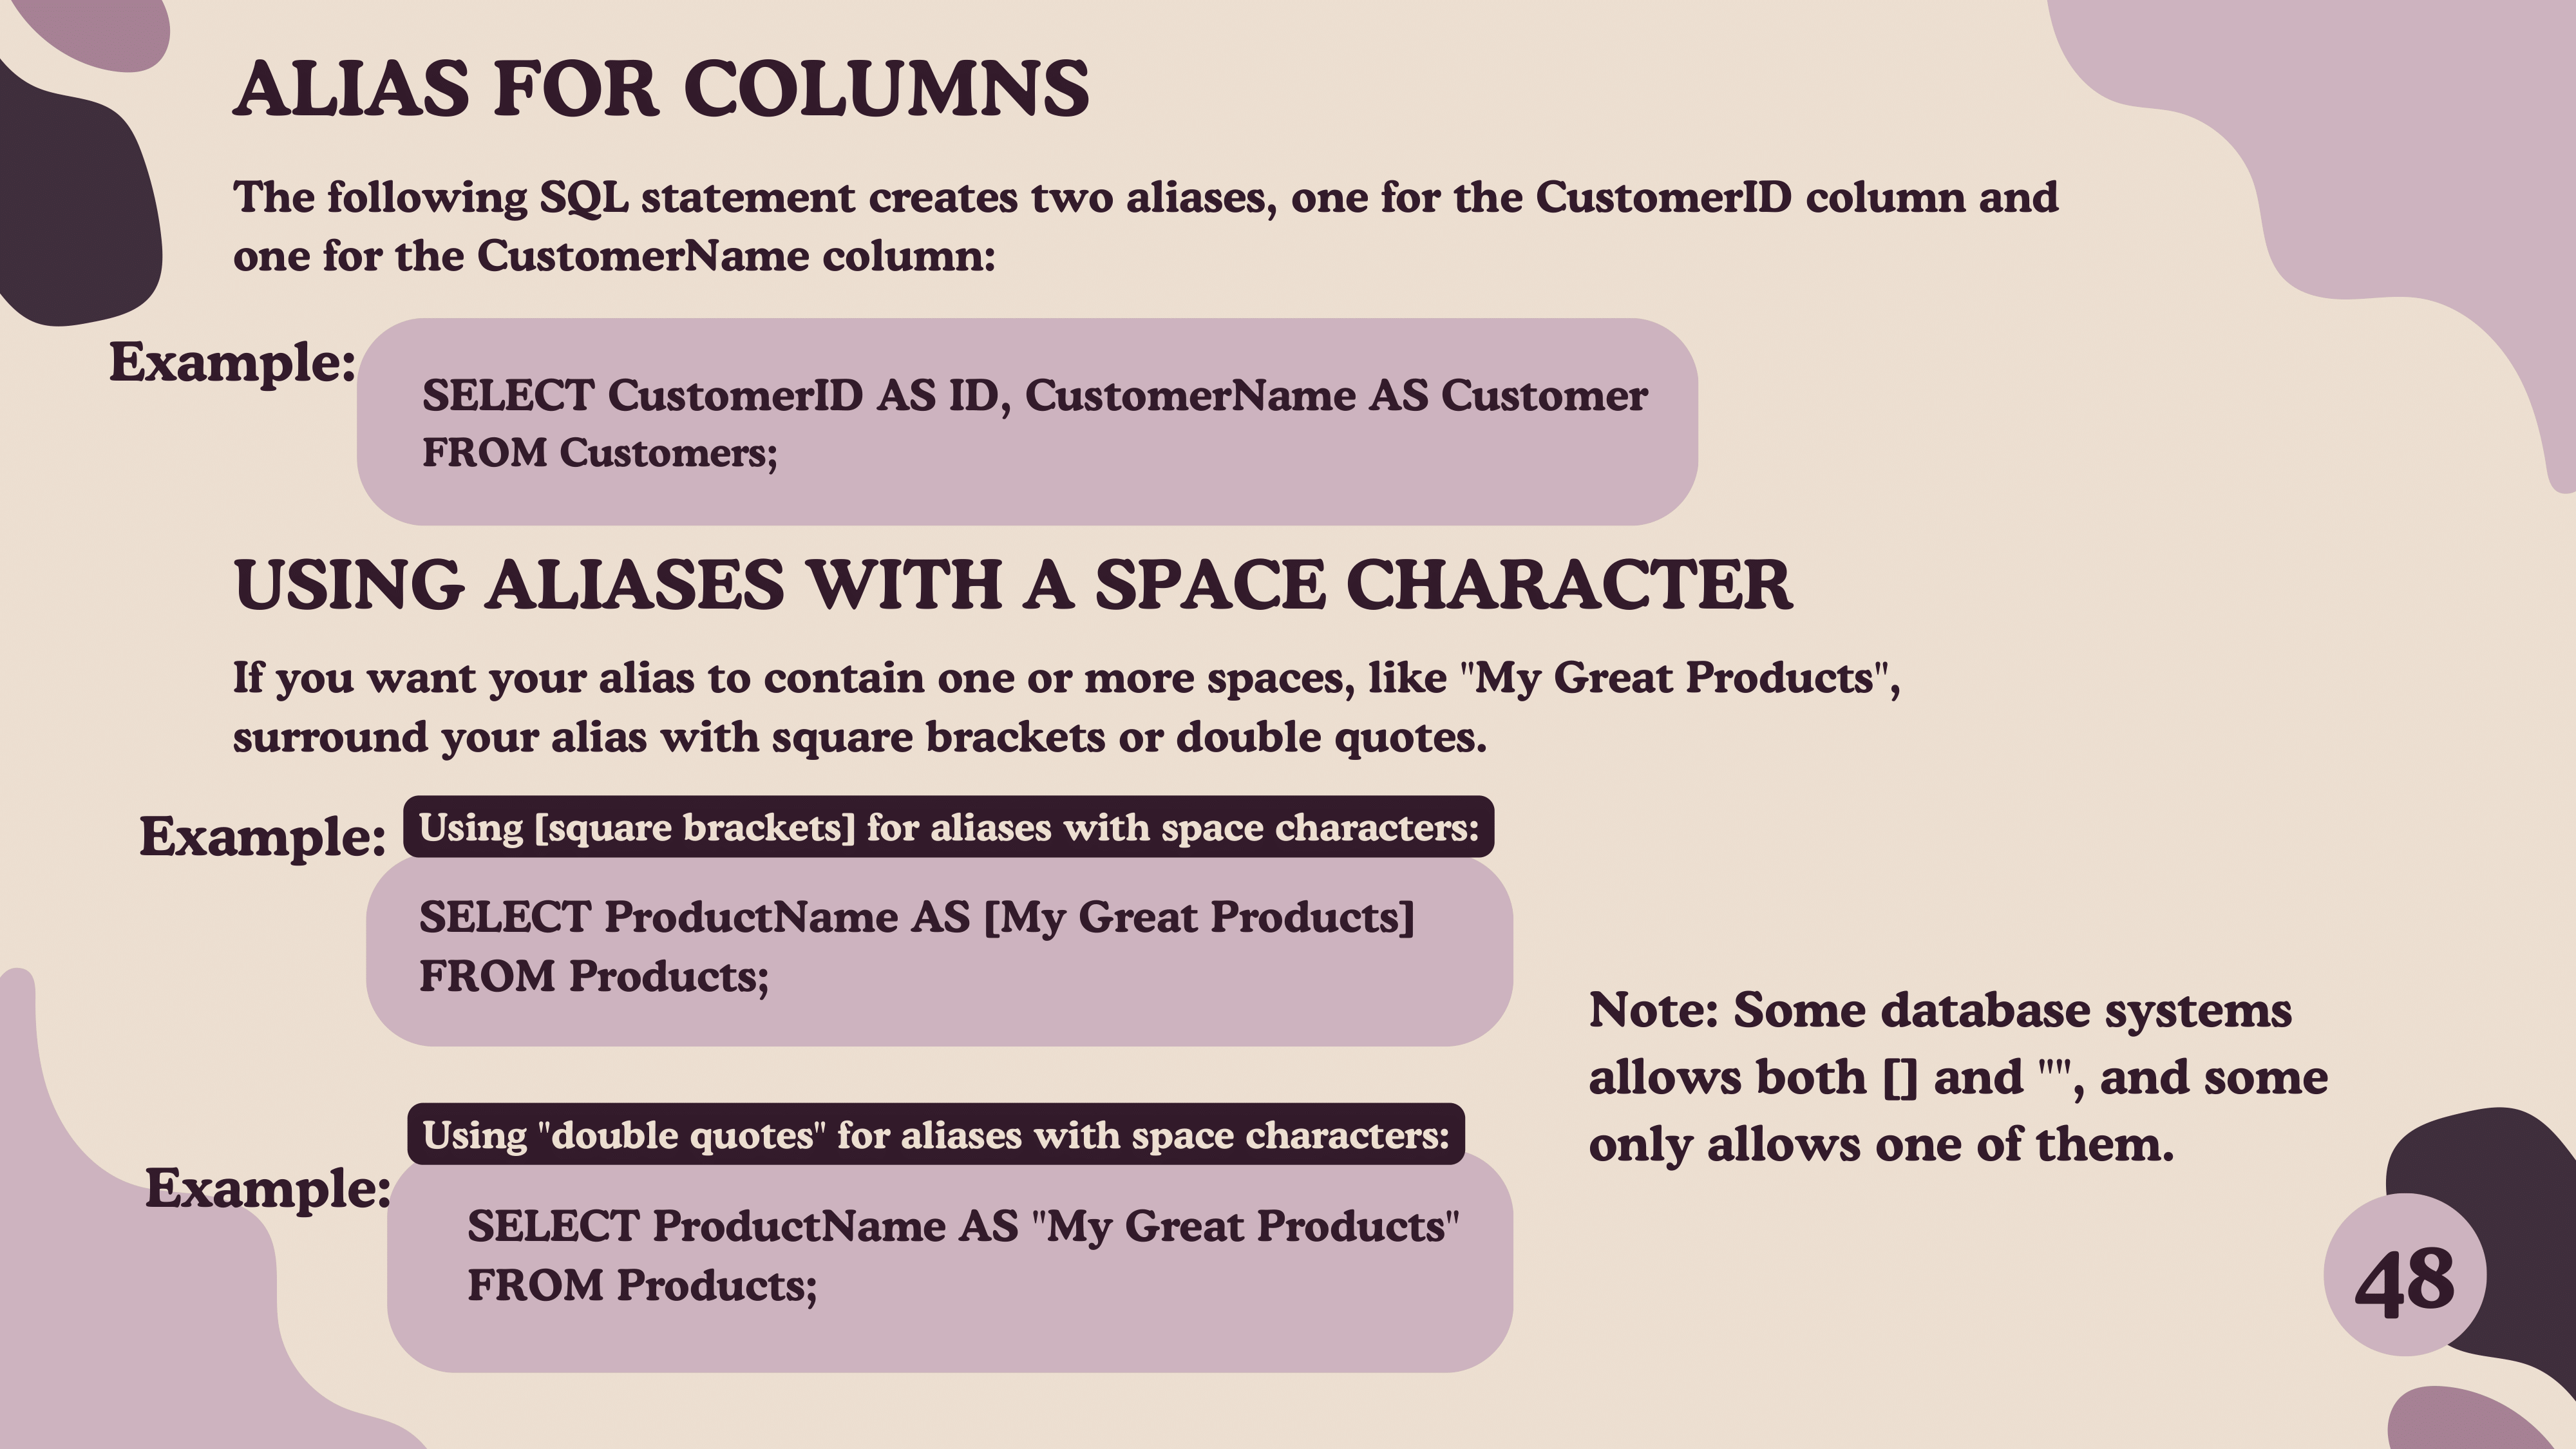 ALIAS FOR COLUMNS
The following SQL statement creates two aliases, one for the CustomerID column and
one for the CustomerName column:
Example:
SELECT CustomerID AS ID, CustomerName AS Customer
FROM Customers;
USING ALIASES WITH A SPACE CHARACTER
If you want your alias to contain one or more spaces, like "My Great Products",
surround your alias with square brackets or double quotes.
Example:
Using [square brackets] for aliases with space characters:
SELECT ProductName AS [My Great Products]
FROM Products;
Note: Some database systems
allows both [] and "", and some
only allows one of them.
Using "double quotes" for aliases with space characters:
Example:
SELECT ProductName AS "My Great Products"
FROM Products;
48